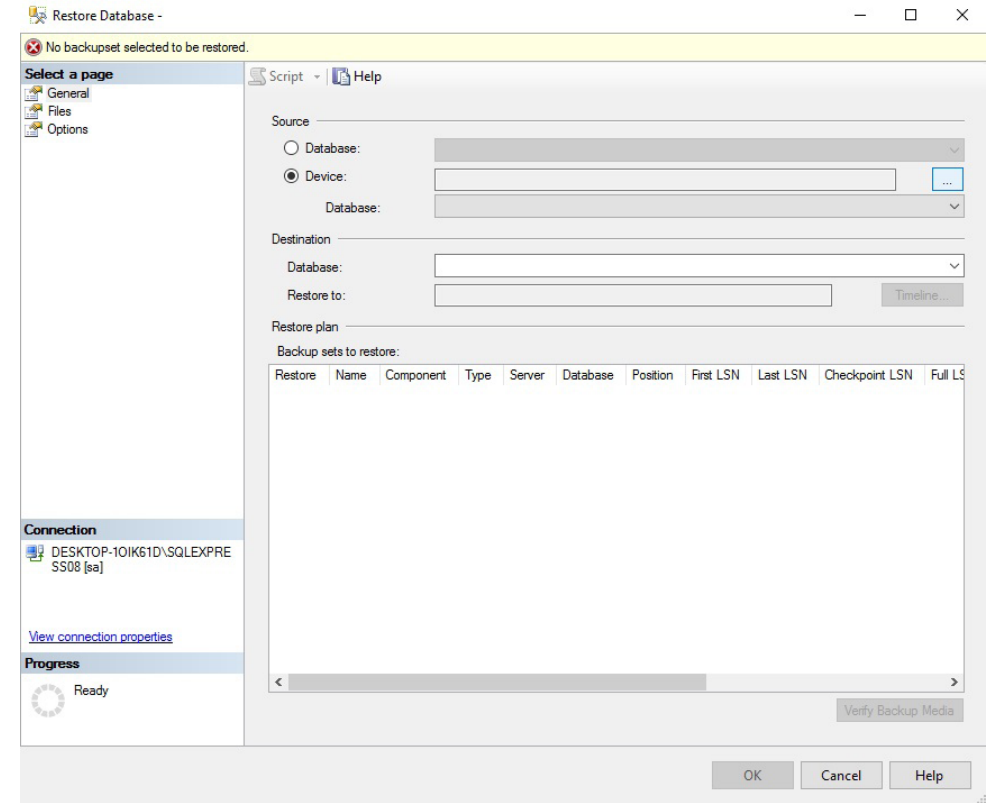 Restore Database -
No backupset selected to be restored.
Select a page
General
Files
Options
Script
Help
Source
Database:
Device:
...
Database:
Destination
Database:
Restore to:
Timeline...
Restore plan
Backup sets to restore:
Restore Name Component Type Server Database Position First LSN Last LSN Checkpoint LSN Full LS
Connection
DESKTOP-1OIK61D\SQLEXPRE
SS08 [sa]
View connection properties
Progress
Ready
Verify Backup Media
OK Cancel Help